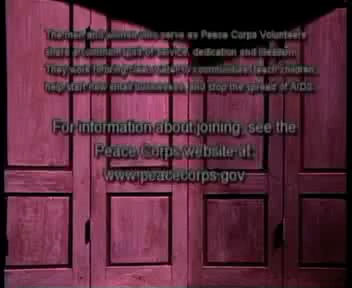 The men and women who serve as Peace Corps Volunteers
share a common spirit of service, dedication and idealism.
They work to bring clean water to communities, teach children,
help start new small businesses, and stop the spread of AIDS.
For information about joining, see the
Peace Corps website at:
www.peacecorps.gov